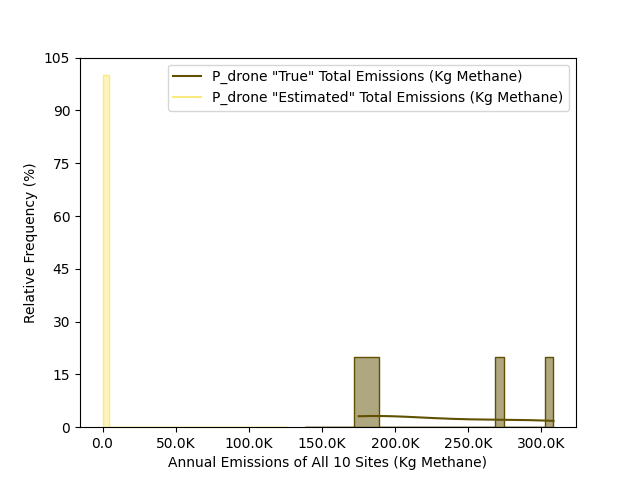 105
90
75
60
45
30
15
0
Relative Frequency (%)
P_drone "True" Total Emissions (Kg Methane)
P_drone "Estimated" Total Emissions (Kg Methane)
0.0 50.0K 100.0K 150.0K 200.0K 250.0K 300.0K
Annual Emissions of All 10 Sites (Kg Methane)